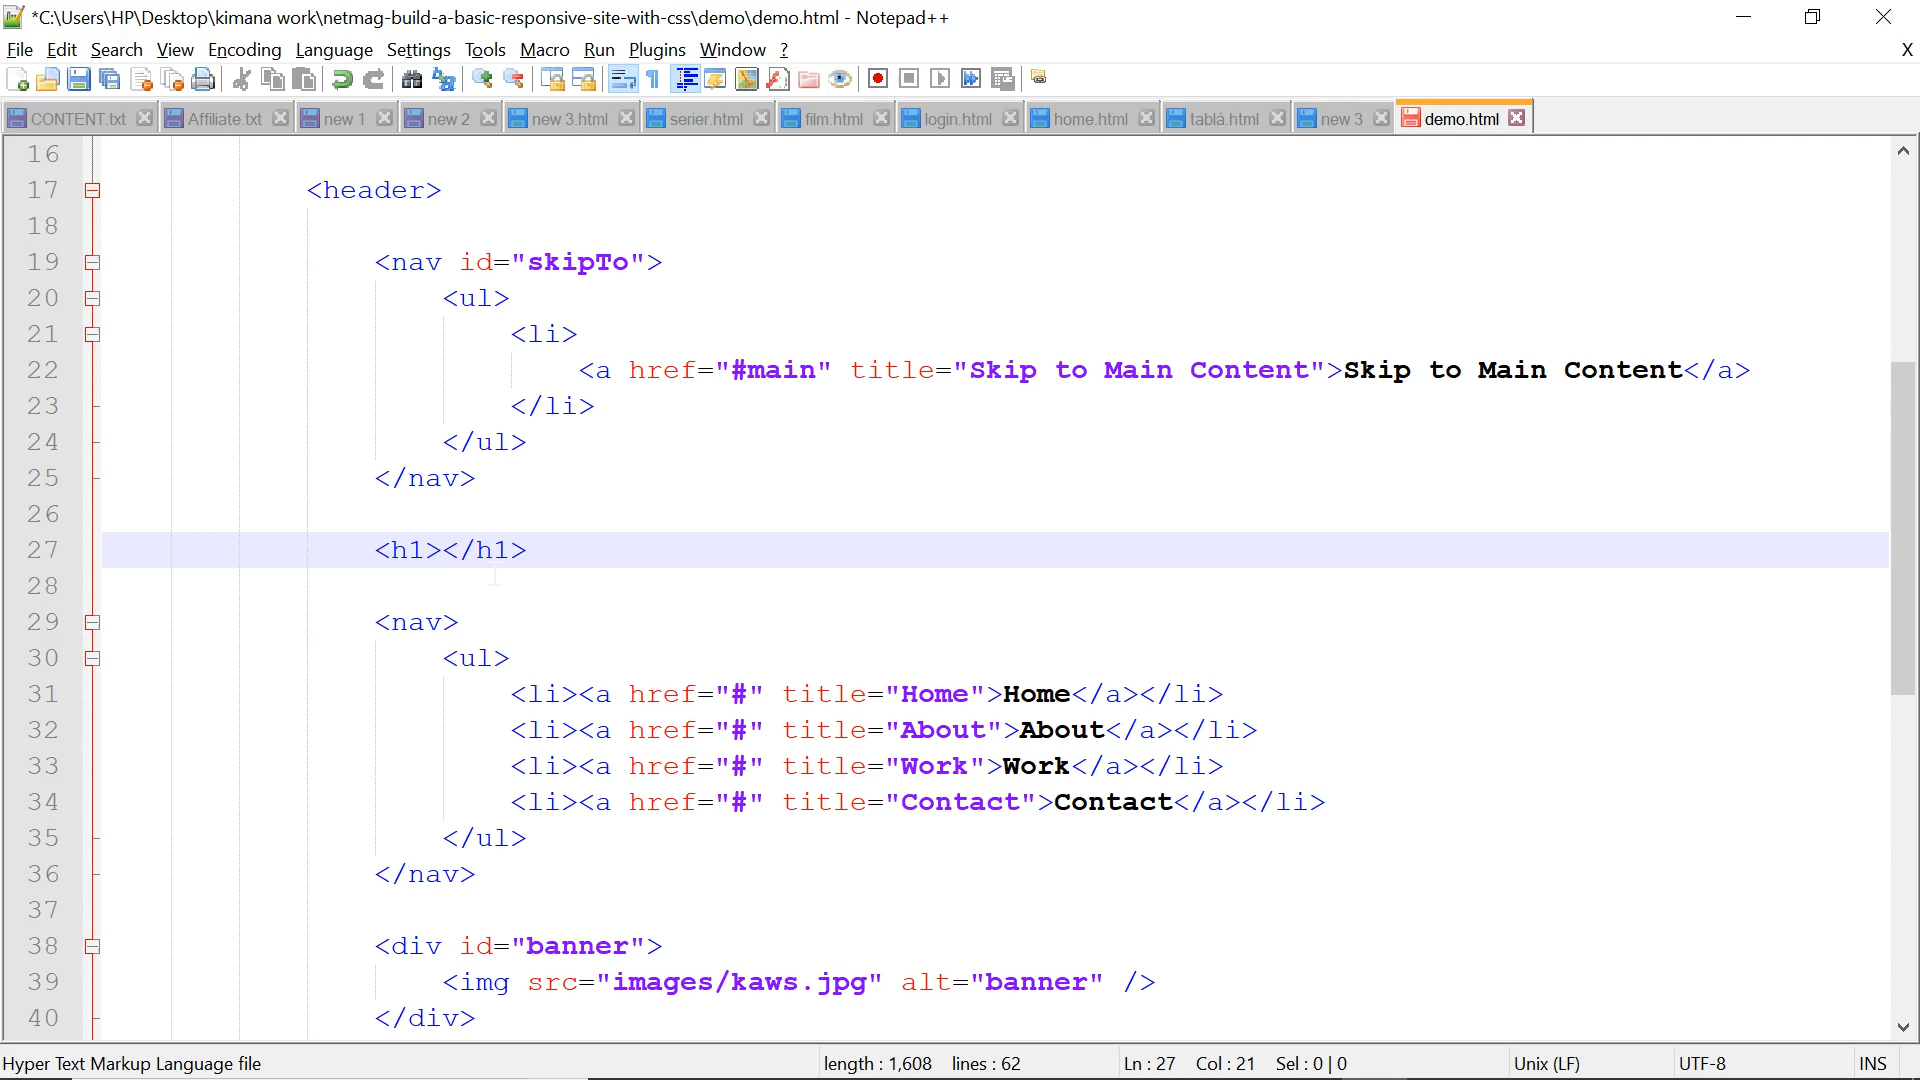 *C:\Users\HP\Desktop\kimana work\netmag-build-a-basic-responsive-site-with-css\demo\demo.html - Notepad++
File Edit Search View Encoding Language Settings Tools Macro Run Plugins Window ? X
CONTENT.txt Affiliate.txt new 1 new 2 new 3.html serier.html film.html login.html home.html tablå.html new 3 demo.html
16
17 <header>
18
19 <nav id="skipTo">
20 <ul>
21 <li>
22 <a href="#main" title="Skip to Main Content">Skip to Main Content</a>
23 </li>
24 </ul>
25 </nav>
26
27 <h1></h1>
28
29 <nav>
30 <ul>
31 <li><a href="#" title="Home">Home</a></li>
32 <li><a href="#" title="About">About</a></li>
33 <li><a href="#" title="Work">Work</a></li>
34 <li><a href="#" title="Contact">Contact</a></li>
35 </ul>
36 </nav>
37
38 <div id="banner">
39 <img src="images/kaws.jpg" alt="banner" />
40 </div>
Hyper Text Markup Language file length : 1,608 lines : 62 Ln : 27 Col : 21 Sel : 0 | 0 Unix (LF) UTF-8 INS